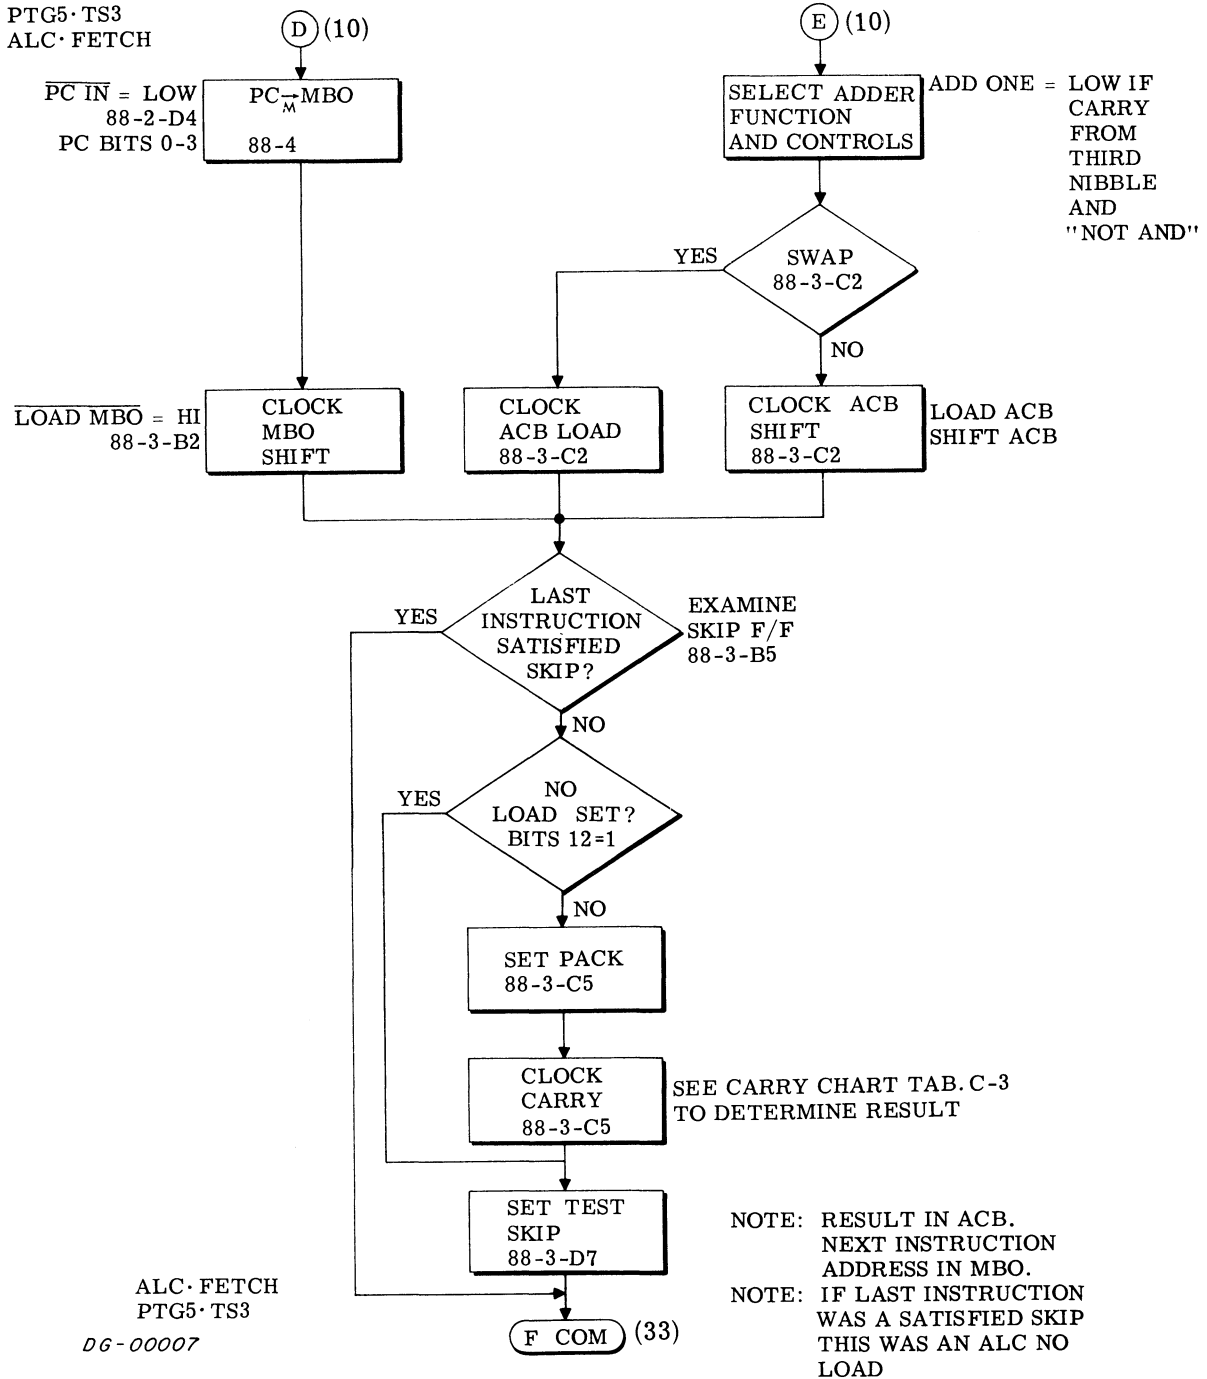 PTG5·TS3
ALC·FETCH
D (10)
E (10)
PC IN = LOW
88-2-D4
PC BITS 0-3
PC→MBO
M
88-4
SELECT ADDER
FUNCTION
AND CONTROLS
ADD ONE = LOW IF
CARRY
FROM
THIRD
NIBBLE
AND
"NOT AND"
YES
SWAP
88-3-C2
NO
LOAD MBO = HI
88-3-B2
CLOCK
MBO
SHIFT
CLOCK
ACB LOAD
88-3-C2
CLOCK ACB
SHIFT
88-3-C2
LOAD ACB
SHIFT ACB
YES
LAST
INSTRUCTION
SATISFIED
SKIP?
EXAMINE
SKIP F/F
88-3-B5
NO
YES
NO
LOAD SET?
BITS 12=1
NO
SET PACK
88-3-C5
CLOCK
CARRY
88-3-C5
SEE CARRY CHART TAB. C-3
TO DETERMINE RESULT
SET TEST
SKIP
88-3-D7
NOTE: RESULT IN ACB.
NEXT INSTRUCTION
ADDRESS IN MBO.
NOTE: IF LAST INSTRUCTION
WAS A SATISFIED SKIP
THIS WAS AN ALC NO
LOAD
ALC·FETCH
PTG5·TS3
DG-00007
F COM (33)